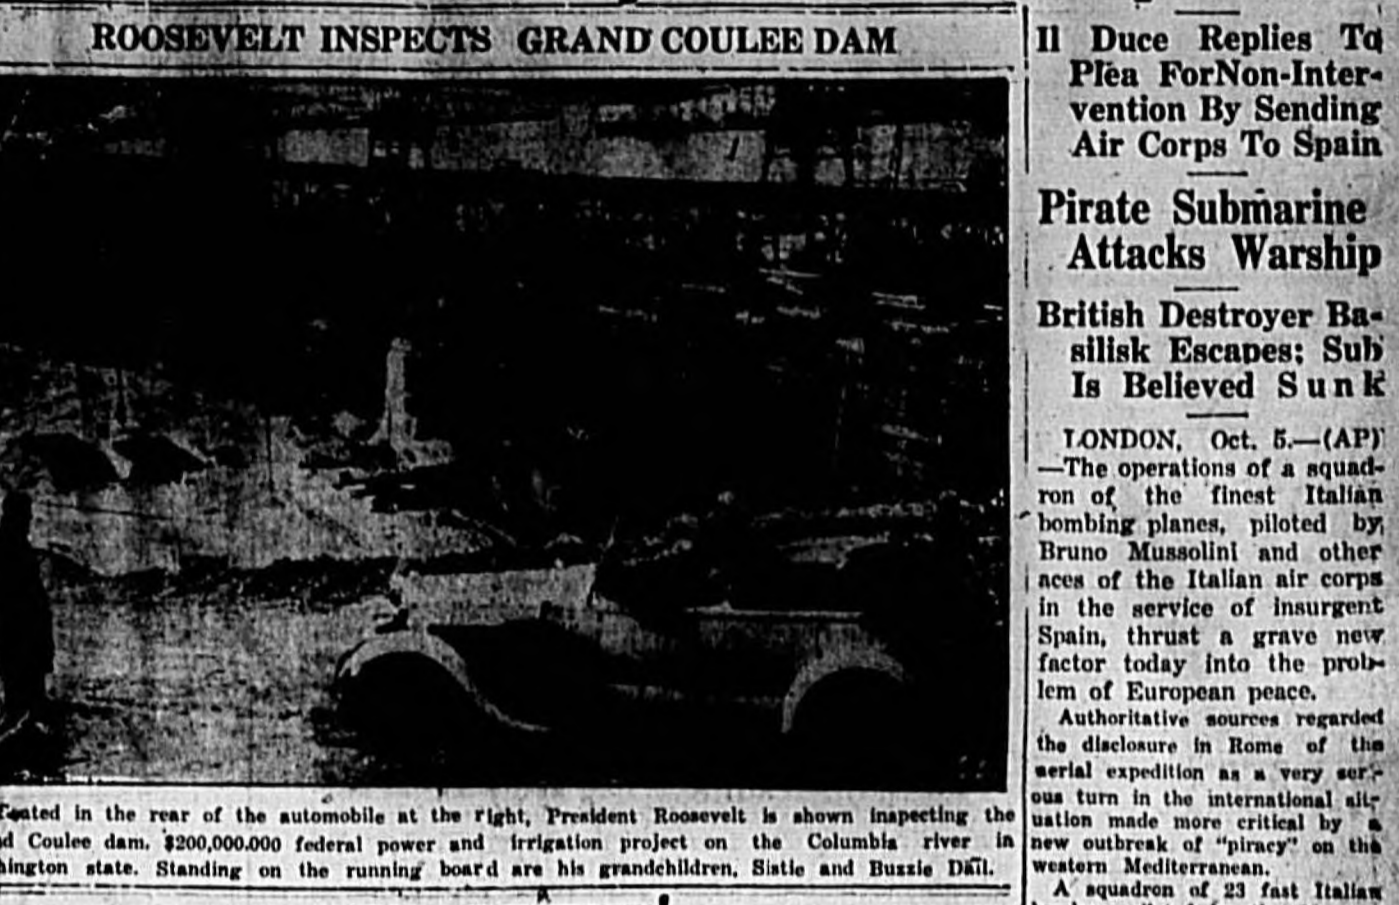 ROOSEVELT INSPECTS GRAND COULEE DAM
Seated in the rear of the automobile at the right, President Roosevelt is shown inspecting the
d Coulee dam. $200,000.000 federal power and irrigation project on the Columbia river in
hington state. Standing on the running board are his grandchildren, Sistie and Buzzie Dall.
Il Duce Replies To
Plea ForNon-Inter-
vention By Sending
Air Corps To Spain
Pirate Submarine
Attacks Warship
British Destroyer Ba-
silisk Escapes; Sub
Is Believed Sunk
LONDON, Oct. 5.—(AP)
—The operations of a squad-
ron of the finest Italian
bombing planes, piloted by
Bruno Mussolini and other
aces of the Italian air corps
in the service of insurgent
Spain, thrust a grave new
factor today into the prob-
lem of European peace.
Authoritative sources regarded
the disclosure in Rome of the
aerial expedition as a very seri-
ous turn in the international sit-
uation made more critical by a
new outbreak of "piracy" on the
western Mediterranean.
A squadron of 23 fast Italian